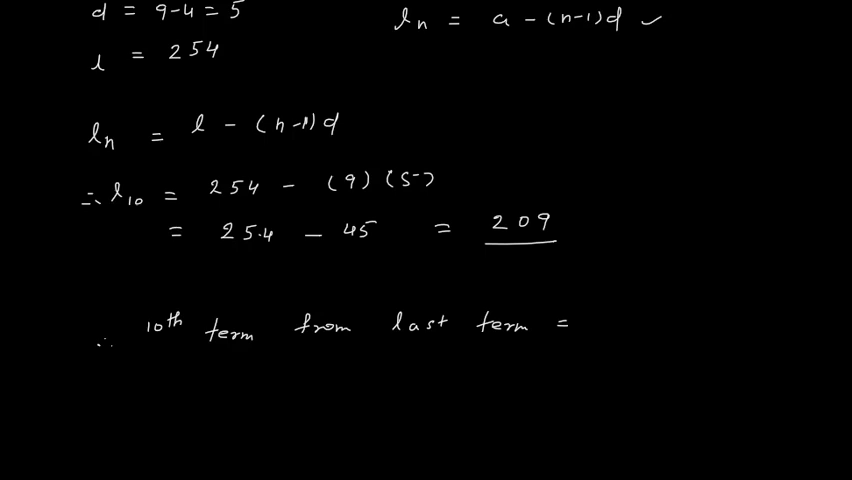 d = 9-4 = 5
ln = a - (n-1)d ✓
l = 254
ln = l - (n-1)d
∴ l10 = 254 - (9)(5)
= 254 - 45 = 209
∴ 10th term from last term =